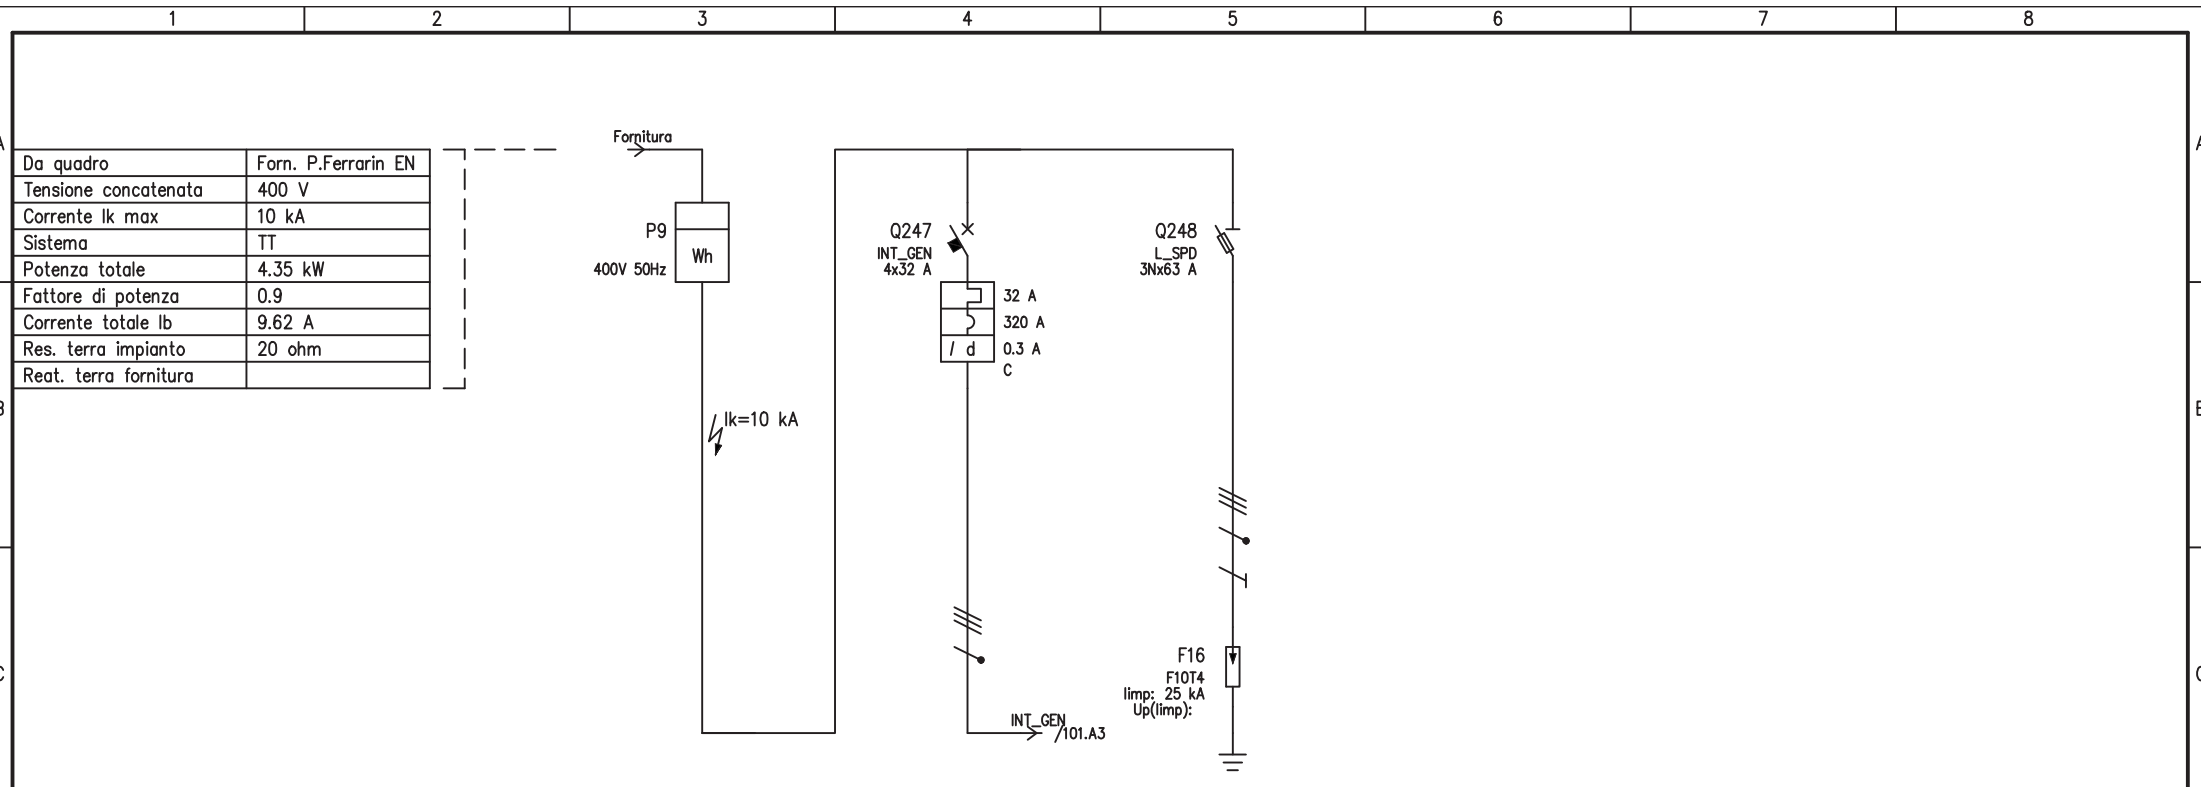 1 2 3 4 5 6 7 8
A A
Fornitura
Da quadro Forn. P.Ferrarin EN
Tensione concatenata 400 V
Corrente Ik max 10 kA
Sistema TT
Potenza totale 4.35 kW
Fattore di potenza 0.9
Corrente totale Ib 9.62 A
Res. terra impianto 20 ohm
Reat. terra fornitura
P9
Wh
400V 50Hz
Ik=10 kA
Q247
INT_GEN
4x32 A
32 A
320 A
I d 0.3 A
C
INT_GEN
/101.A3
Q248
L_SPD
3Nx63 A
F16
F10T4
Iimp: 25 kA
Up(Iimp):
B B
C C